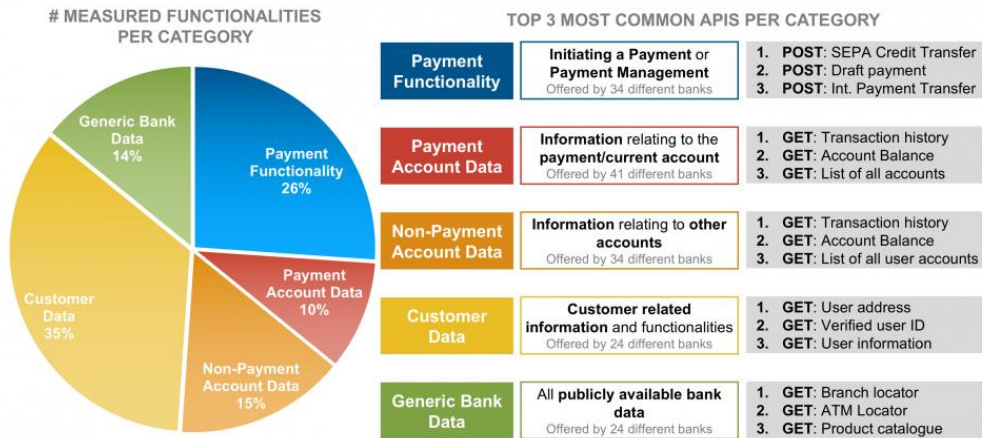 # MEASURED FUNCTIONALITIES
PER CATEGORY
Generic Bank
Data
14%
Payment
Functionality
26%
Customer
Data
35%
Payment
Account Data
10%
Non-Payment
Account Data
15%
TOP 3 MOST COMMON APIS PER CATEGORY
Payment
Functionality
Initiating a Payment or
Payment Management
Offered by 34 different banks
1. POST: SEPA Credit Transfer
2. POST: Draft payment
3. POST: Int. Payment Transfer
Payment
Account Data
Information relating to the
payment/current account
Offered by 41 different banks
1. GET: Transaction history
2. GET: Account Balance
3. GET: List of all accounts
Non-Payment
Account Data
Information relating to other
accounts
Offered by 34 different banks
1. GET: Transaction history
2. GET: Account Balance
3. GET: List of all user accounts
Customer
Data
Customer related
information and functionalities
Offered by 24 different banks
1. GET: User address
2. GET: Verified user ID
3. GET: User information
Generic Bank
Data
All publicly available bank
data
Offered by 24 different banks
1. GET: Branch locator
2. GET: ATM Locator
3. GET: Product catalogue